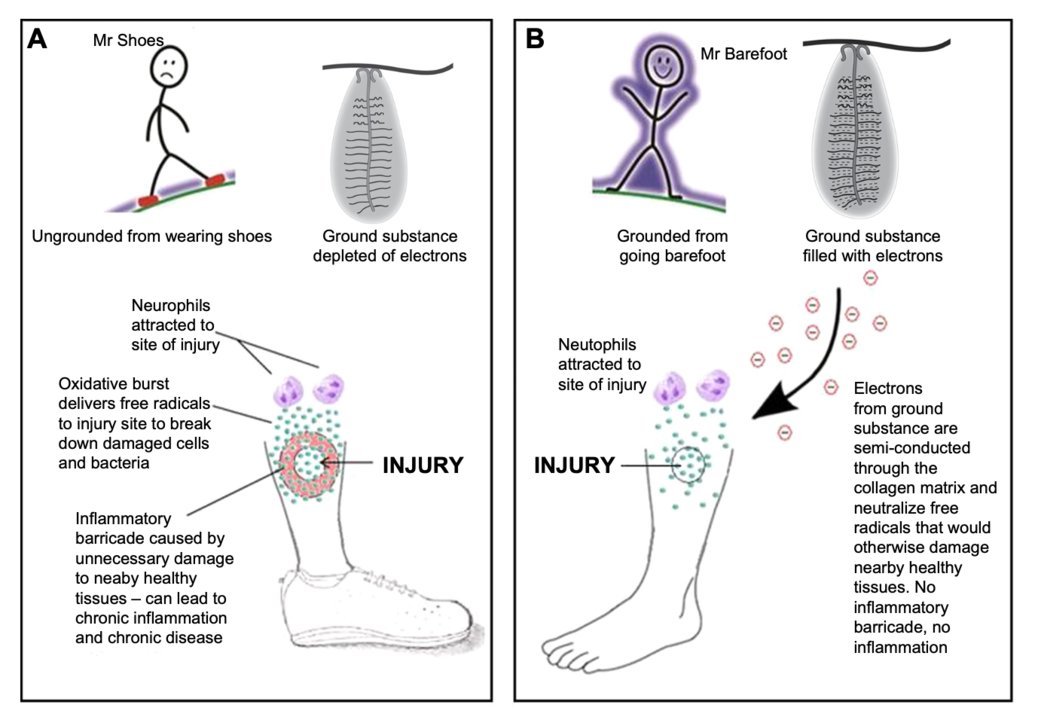 A
Mr Shoes
Ungrounded from wearing shoes
Ground substance
depleted of electrons
Neurophils
attracted to
site of injury
Oxidative burst
delivers free radicals
to injury site to break
down damaged cells
and bacteria
INJURY
Inflammatory
barricade caused by
unnecessary damage
to neaby healthy
tissues – can lead to
chronic inflammation
and chronic disease
B
Mr Barefoot
Grounded from
going barefoot
Ground substance
filled with electrons
Neutophils
attracted to
site of injury
INJURY
Electrons
from ground
substance are
semi-conducted
through the
collagen matrix and
neutralize free
radicals that would
otherwise damage
nearby healthy
tissues. No
inflammatory
barricade, no
inflammation